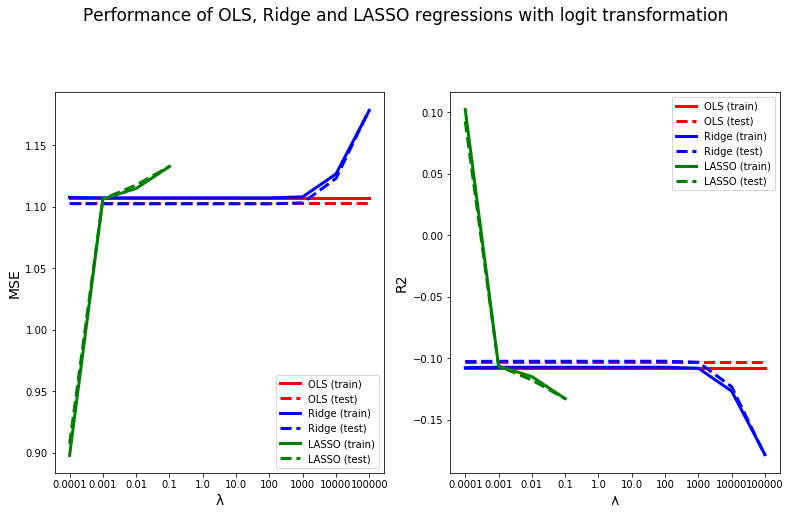 Performance of OLS, Ridge and LASSO regressions with logit transformation
MSE
1.15
1.10
1.05
1.00
0.95
0.90
0.0001 0.001 0.01 0.1 1.0 10.0 100 1000 10000 100000
λ
OLS (train)
OLS (test)
Ridge (train)
Ridge (test)
LASSO (train)
LASSO (test)
R2
0.10
0.05
0.00
−0.05
−0.10
−0.15
0.0001 0.001 0.01 0.1 1.0 10.0 100 1000 10000 100000
λ
OLS (train)
OLS (test)
Ridge (train)
Ridge (test)
LASSO (train)
LASSO (test)